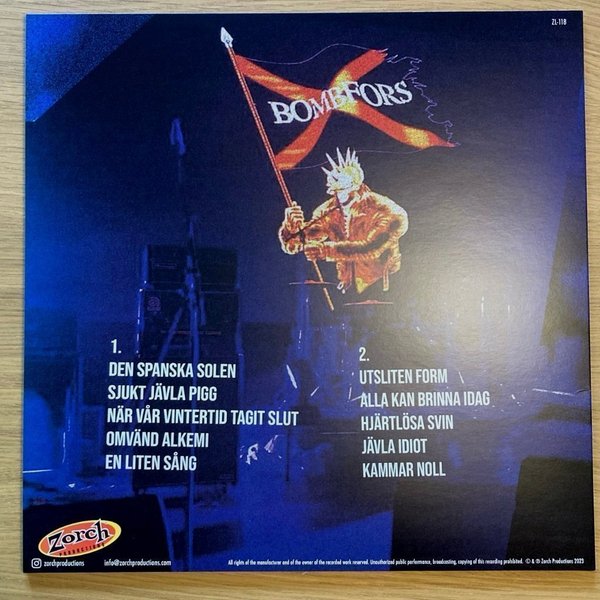 ZL-118
BOMBFORS
1.
DEN SPANSKA SOLEN
SJUKT JÄVLA PIGG
NÄR VÅR VINTERTID TAGIT SLUT
OMVÄND ALKEMI
EN LITEN SÅNG
2.
UTSLITEN FORM
ALLA KAN BRINNA IDAG
HJÄRTLÖSA SVIN
JÄVLA IDIOT
KAMMAR NOLL
Zorch
PRODUCTIONS
zorchproductions info@zorchproductions.com
All rights of the manufacturer and of the owner of the recorded work reserved. Unauthorized public performance, broadcasting, copying of this recording prohibited. © & ℗ Zorch Productions 2023